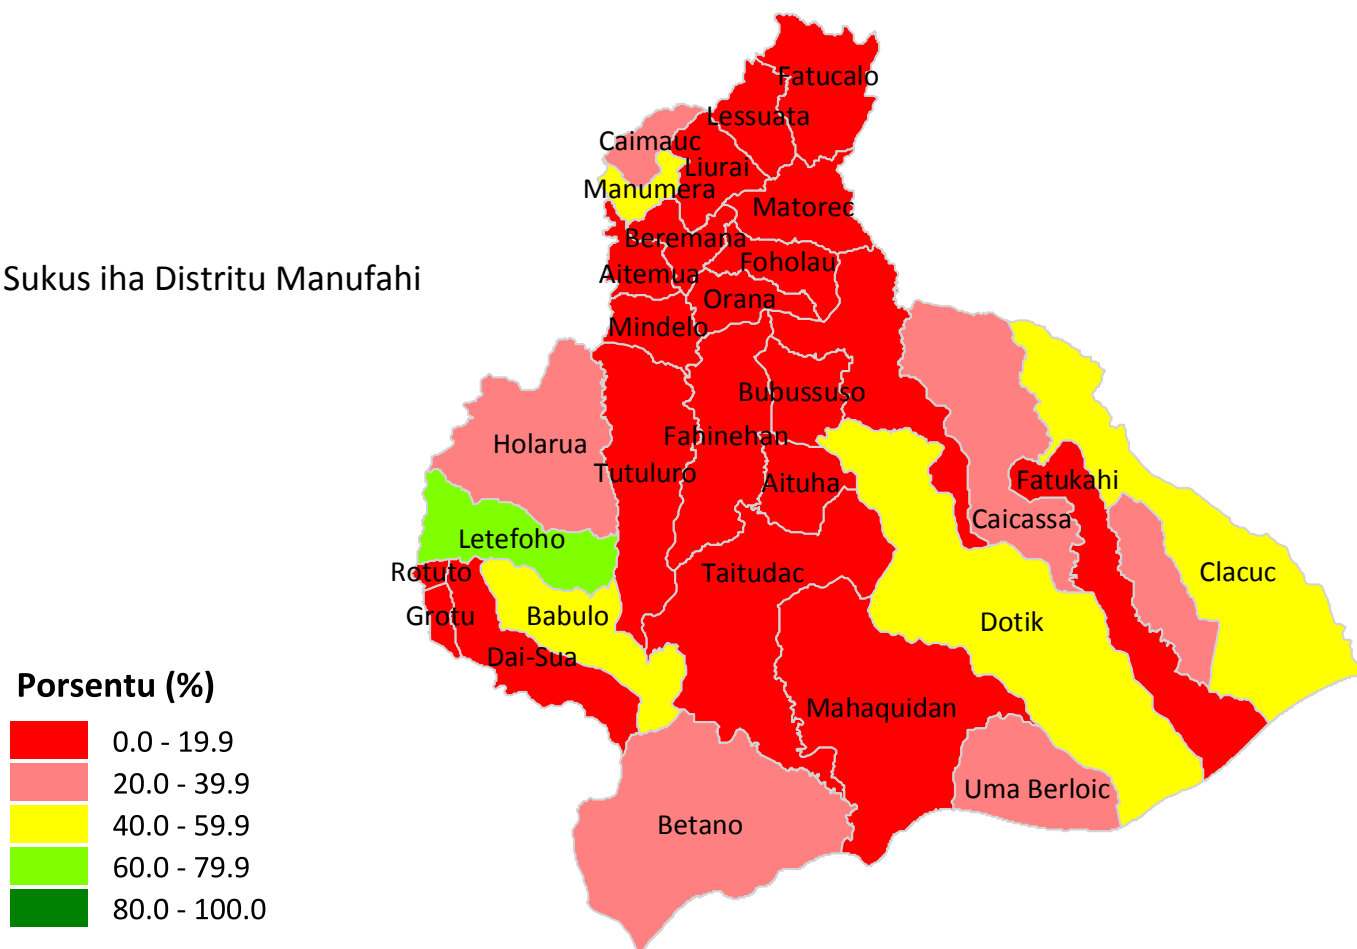 Fatucalo
Lessuata
Caimauc
Liurai
Manumera
Matorec
Beremana
Foholau
Aitemua
Sukus iha Distritu Manufahi
Orana
Mindelo
Bubussuso
Fahinehan
Holarua
Tutuluro
Aituha
Fatukahi
Caicassa
Letefoho
Rotuto
Taitudac
Clacuc
Grotu
Babulo
Dotik
Dai-Sua
Mahaquidan
Uma Berloic
Betano
Porsentu (%)
0.0 - 19.9
20.0 - 39.9
40.0 - 59.9
60.0 - 79.9
80.0 - 100.0